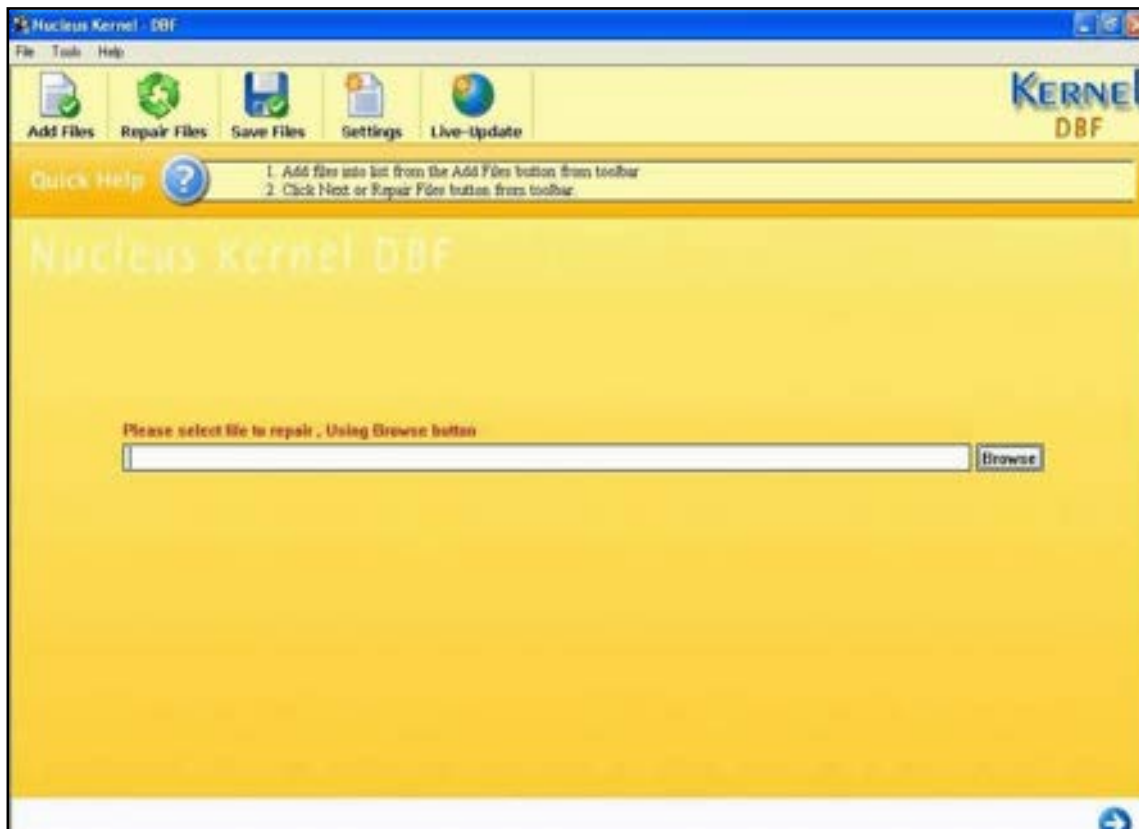 Nucleus Kernel - DBF
File Tools Help
Add Files Repair Files Save Files Settings Live-Update
KERNEL
DBF
Quick Help
1. Add files into list from the Add Files button from toolbar
2. Click Next or Repair Files button from toolbar.
Nucleus Kernel DBF
Please select file to repair , Using Browse button
Browse